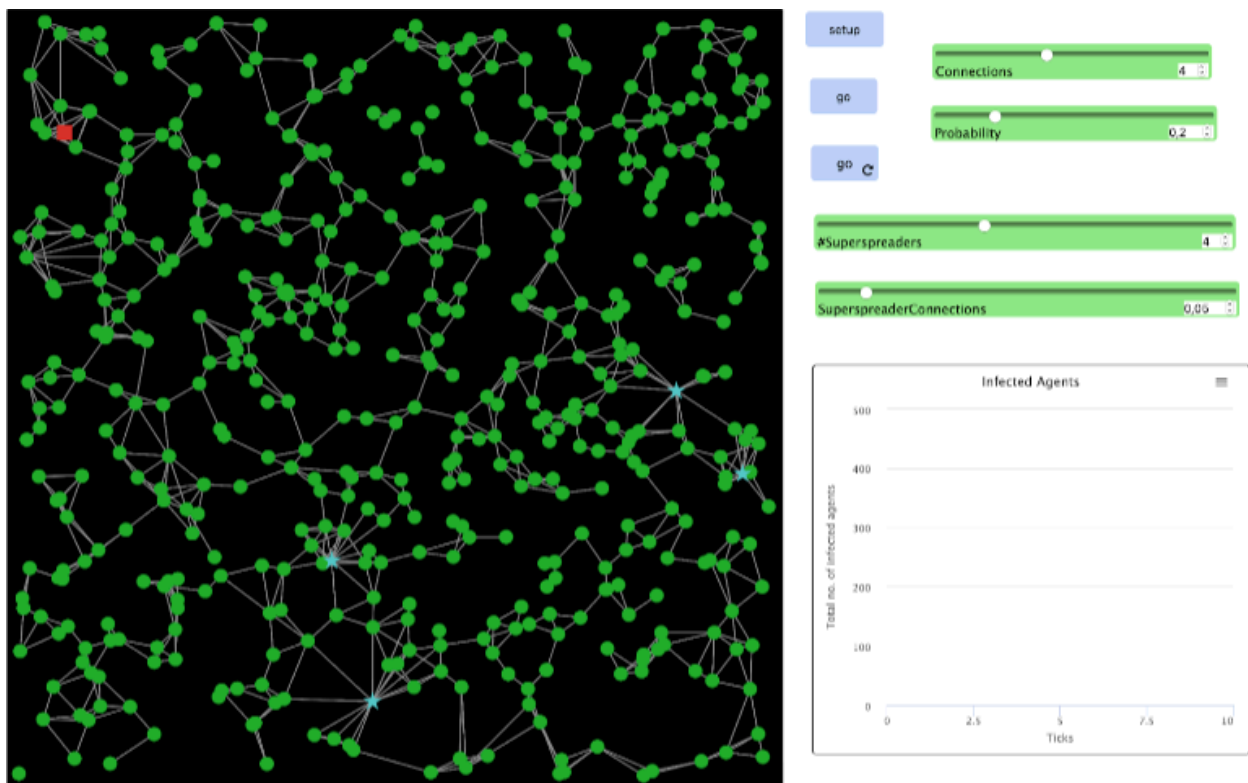 setup
Connections 4
go
Probability 0,2
go
#Superspreaders 4
SuperspreaderConnections 0,06
Infected Agents
500
400
300
200
100
0
Total no. of infected agents
0 2.5 5 7.5 10
Ticks